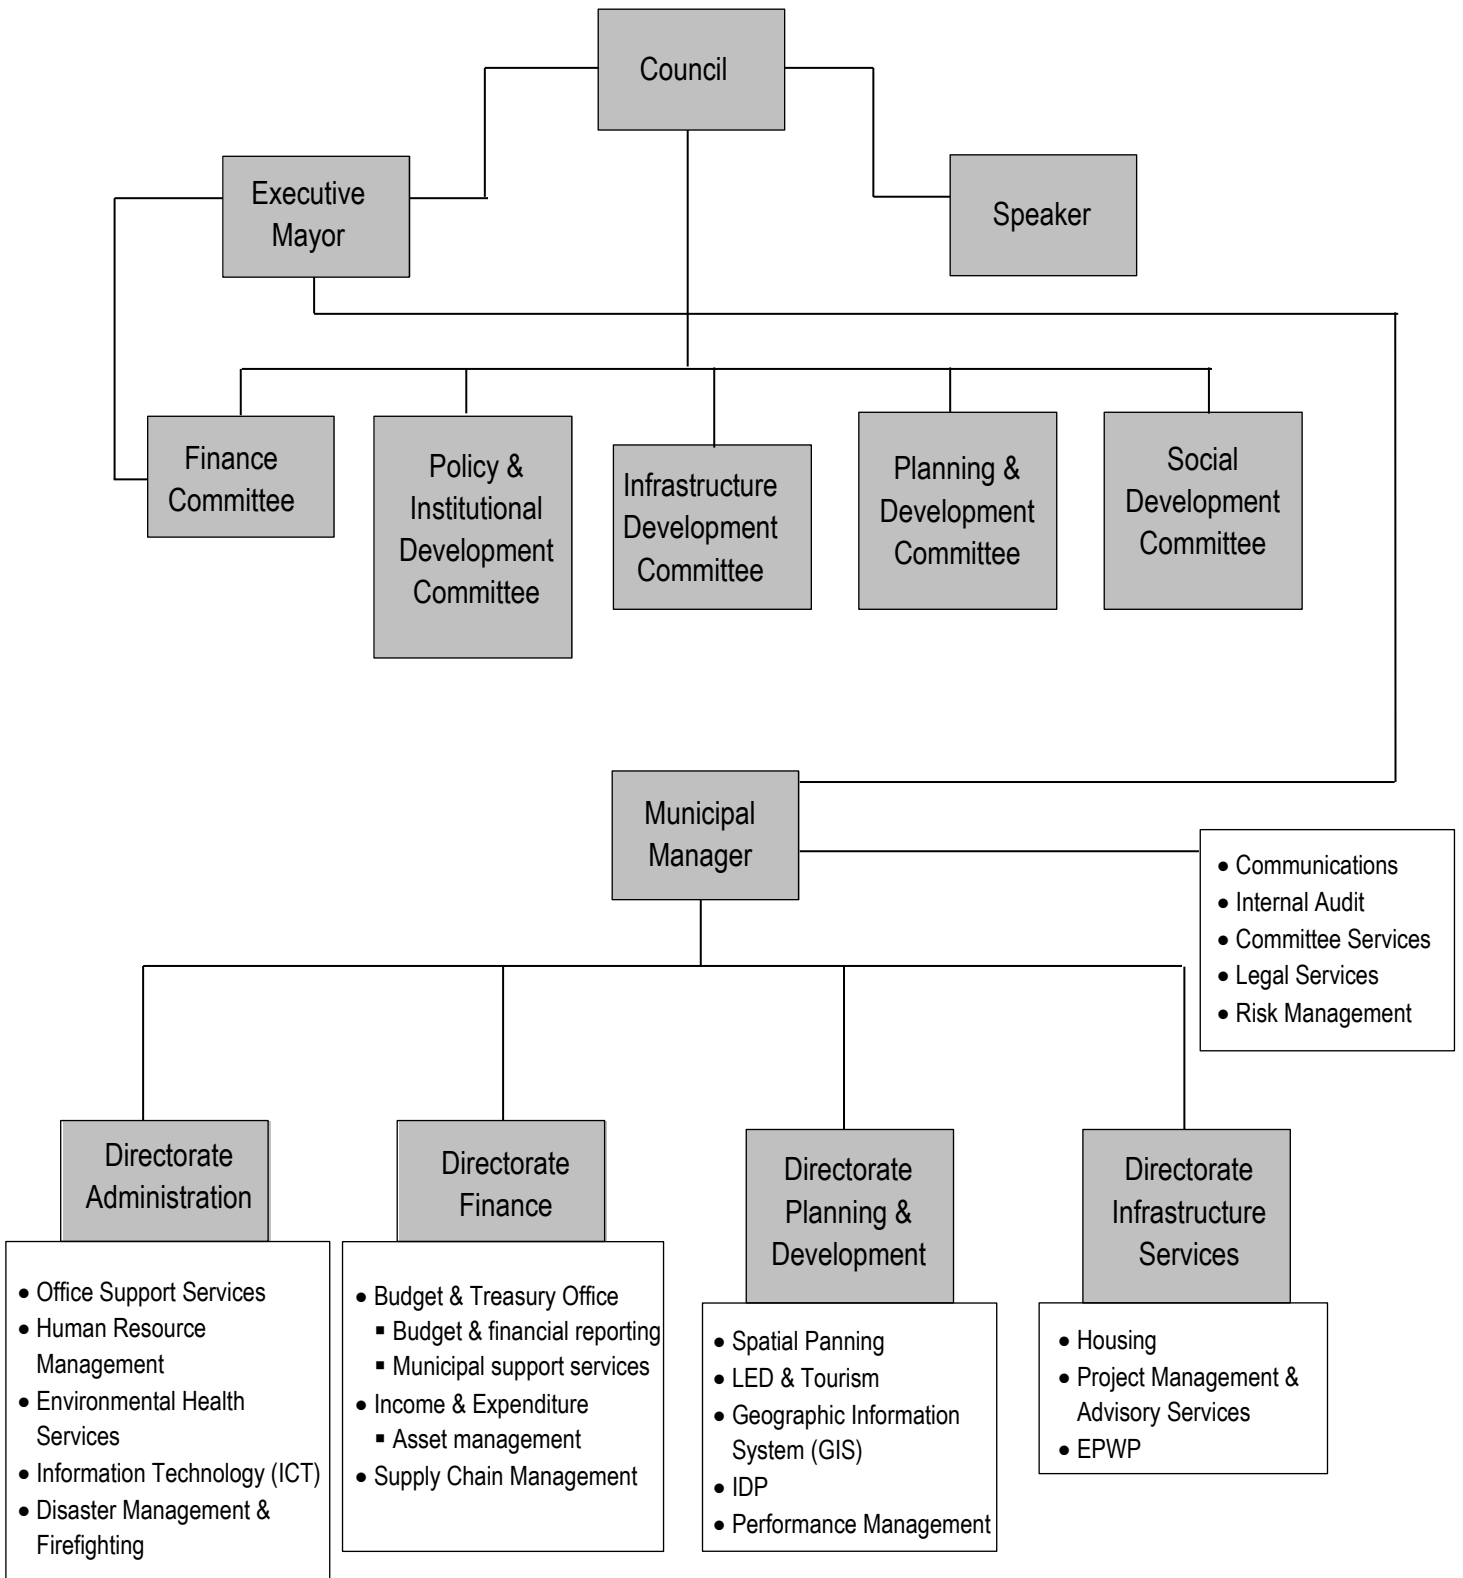 Council
Executive
Mayor
Speaker
Finance
Committee
Policy &
Institutional
Development
Committee
Infrastructure
Development
Committee
Planning &
Development
Committee
Social
Development
Committee
Municipal
Manager
• Communications
• Internal Audit
• Committee Services
• Legal Services
• Risk Management
Directorate
Administration
• Office Support Services
• Human Resource
Management
• Environmental Health
Services
• Information Technology (ICT)
• Disaster Management &
Firefighting
Directorate
Finance
• Budget & Treasury Office
▪ Budget & financial reporting
▪ Municipal support services
• Income & Expenditure
▪ Asset management
• Supply Chain Management
Directorate
Planning &
Development
• Spatial Panning
• LED & Tourism
• Geographic Information
System (GIS)
• IDP
• Performance Management
Directorate
Infrastructure
Services
• Housing
• Project Management &
Advisory Services
• EPWP